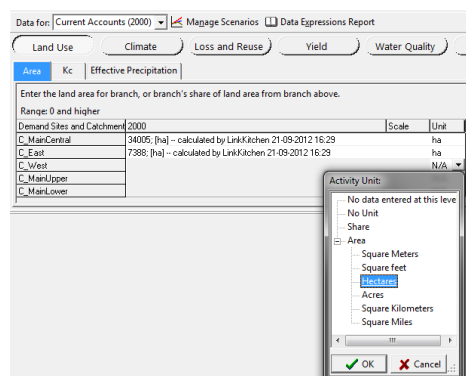 Data for: Current Accounts (2000) Manage Scenarios Data Expressions Report
Land Use Climate Loss and Reuse Yield Water Quality
Area Kc Effective Precipitation
Enter the land area for branch, or branch's share of land area from branch above.
Range: 0 and higher
Demand Sites and Catchment 2000 Scale Unit
C_MainCentral 34005; [ha] -- calculated by LinkKitchen 21-09-2012 16:29 ha
C_East 7388; [ha] -- calculated by LinkKitchen 21-09-2012 16:29 ha
C_West N/A
C_MainUpper
C_MainLower
Activity Unit:
No data entered at this leve
No Unit
Share
Area
Square Meters
Square feet
Hectares
Acres
Square Kilometers
Square Miles
OK Cancel